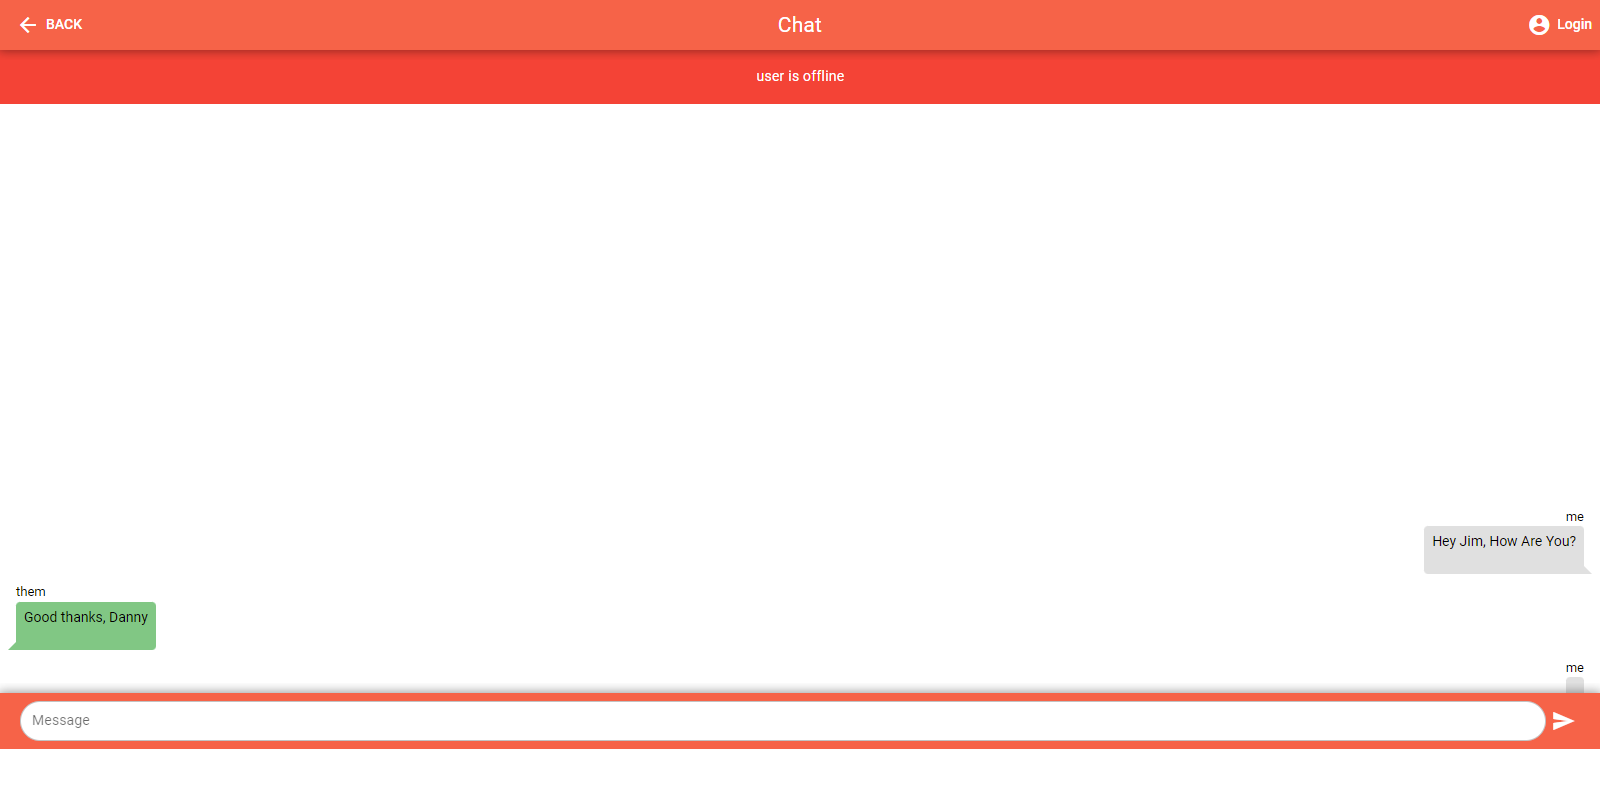 BACK
Chat
Login
user is offline
me
Hey Jim, How Are You?
them
Good thanks, Danny
me
Message